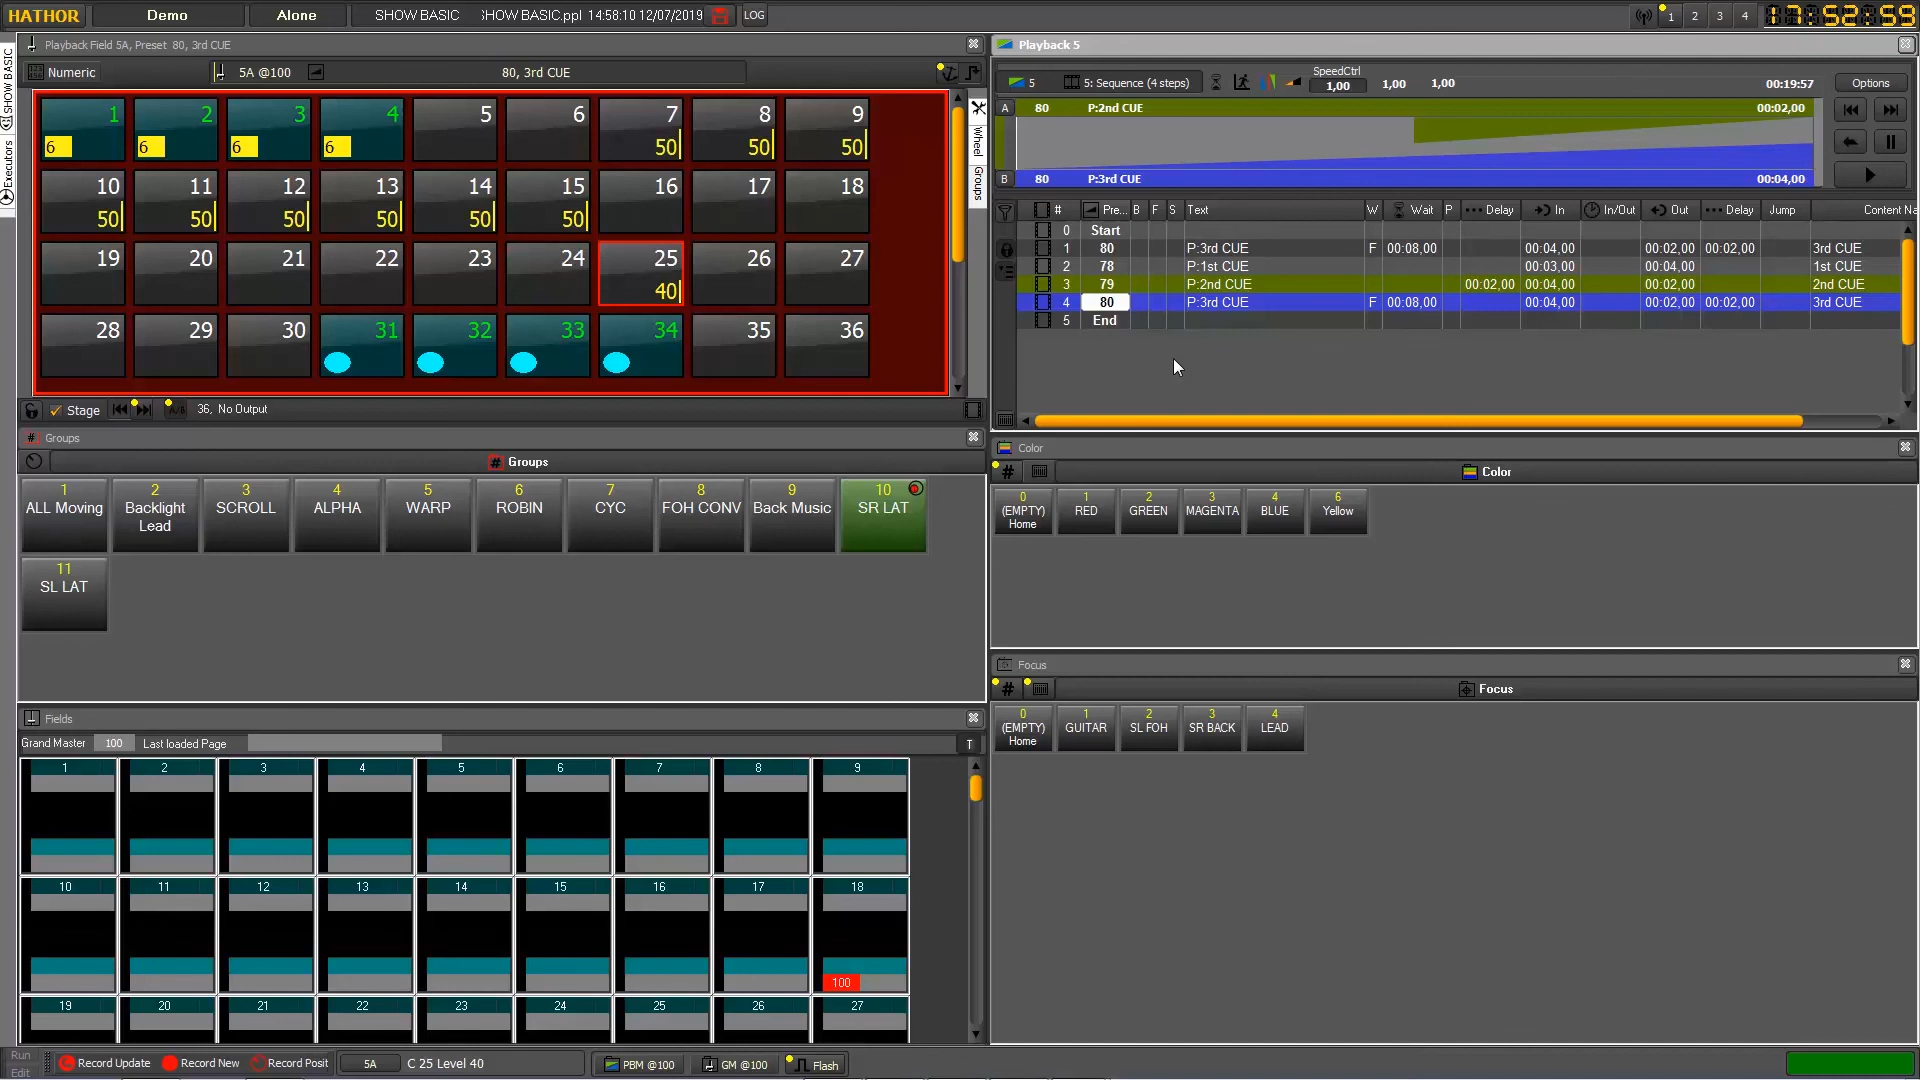 HATHOR Demo Alone SHOW BASIC SHOW BASIC.ppl 14:58:10 12/07/2019 LOG 1 2 3 4 17:52:59
SHOW BASIC
Executors
Playback Field 5A, Preset 80, 3rd CUE
Numeric 5A @100 80, 3rd CUE
Wheel
Groups
1 2 3 4 5 6 7 8 9
6 6 6 6 50 50 50
10 11 12 13 14 15 16 17 18
50 50 50 50 50 50
19 20 21 22 23 24 25 26 27
40
28 29 30 31 32 33 34 35 36
Stage A/B 36, No Output
Playback 5
5 5: Sequence (4 steps) SpeedCtrl 1,00 1,00 1,00 00:19:57 Options
A 80 P:2nd CUE 00:02,00
B 80 P:3rd CUE 00:04,00
# Pre... B F S Text W Wait P Delay In In/Out Out Delay Jump Content Na
0 Start
1 80 P:3rd CUE F 00:08,00 00:04,00 00:02,00 00:02,00 3rd CUE
2 78 P:1st CUE 00:03,00 00:04,00 1st CUE
3 79 P:2nd CUE 00:02,00 00:04,00 00:02,00 2nd CUE
4 80 P:3rd CUE F 00:08,00 00:04,00 00:02,00 00:02,00 3rd CUE
5 End
# Groups
# Groups
1 2 3 4 5 6 7 8 9 10
ALL Moving Backlight Lead SCROLL ALPHA WARP ROBIN CYC FOH CONV Back Music SR LAT
11
SL LAT
Color
# Color
0 1 2 3 4 6
(EMPTY) Home RED GREEN MAGENTA BLUE Yellow
Focus
# Focus
0 1 2 3 4
(EMPTY) Home GUITAR SL FOH SR BACK LEAD
Fields
Grand Master 100 Last loaded Page T
1 2 3 4 5 6 7 8 9
10 11 12 13 14 15 16 17 18
100
19 20 21 22 23 24 25 26 27
Run
Edit
Record Update Record New Record Posit 5A C 25 Level 40 PBM @100 GM @100 Flash